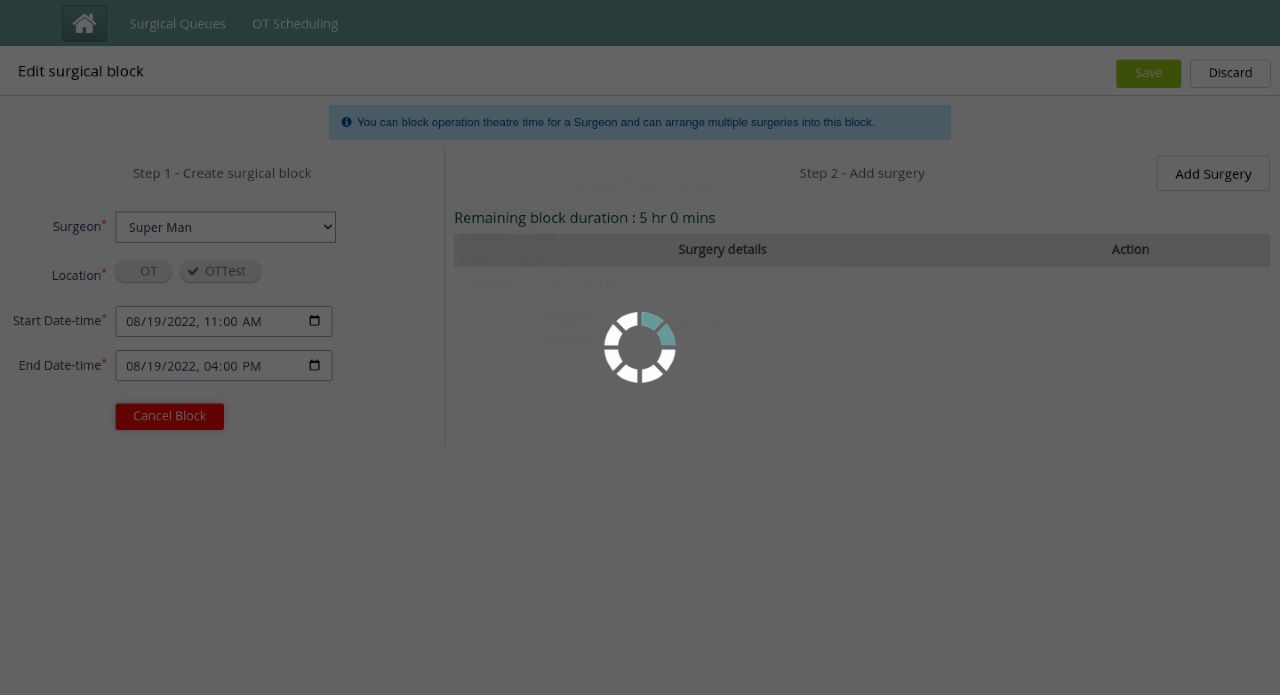 Surgical Queues OT Scheduling
Edit surgical block
Save Discard
You can block operation theatre time for a Surgeon and can arrange multiple surgeries into this block.
Step 1 - Create surgical block
Step 2 - Add surgery
Add Surgery
Surgeon* Super Man
Location* OT OTTest
Start Date-time* 08/19/2022, 11:00 AM
End Date-time* 08/19/2022, 04:00 PM
Cancel Block
Remaining block duration : 5 hr 0 mins
Surgery details Action